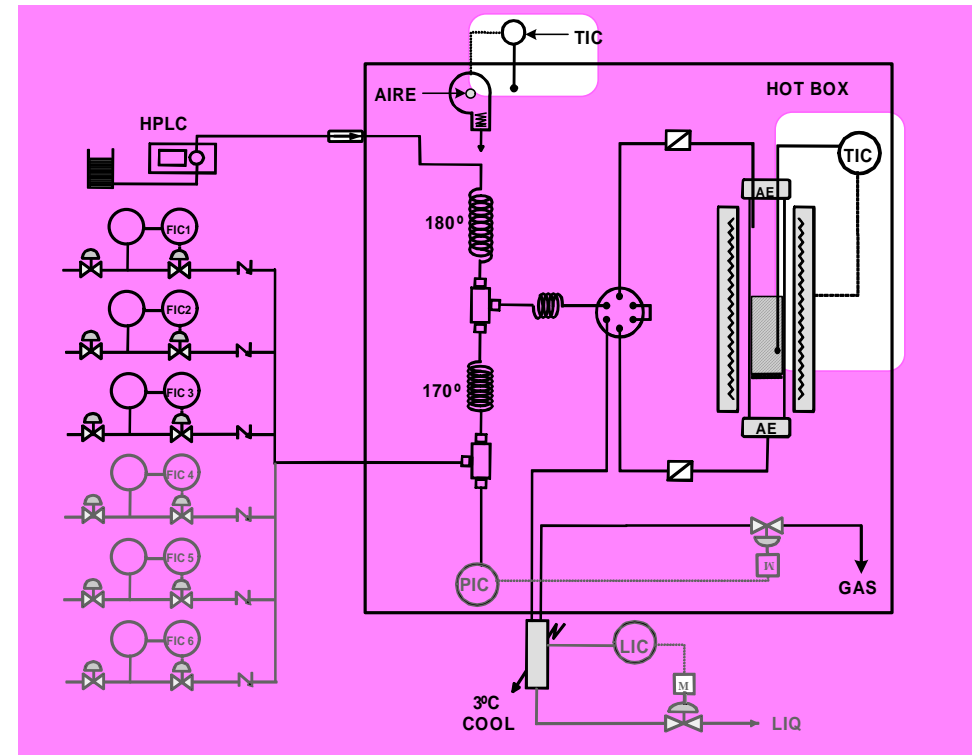 TIC
HOT BOX
AIRE
HPLC
TIC
AE
180º
FIC1
FIC2
170º
FIC 3
AE
FIC 4
FIC 5
PIC
M
GAS
FIC 6
LIC
M
3ºC
COOL
LIQ